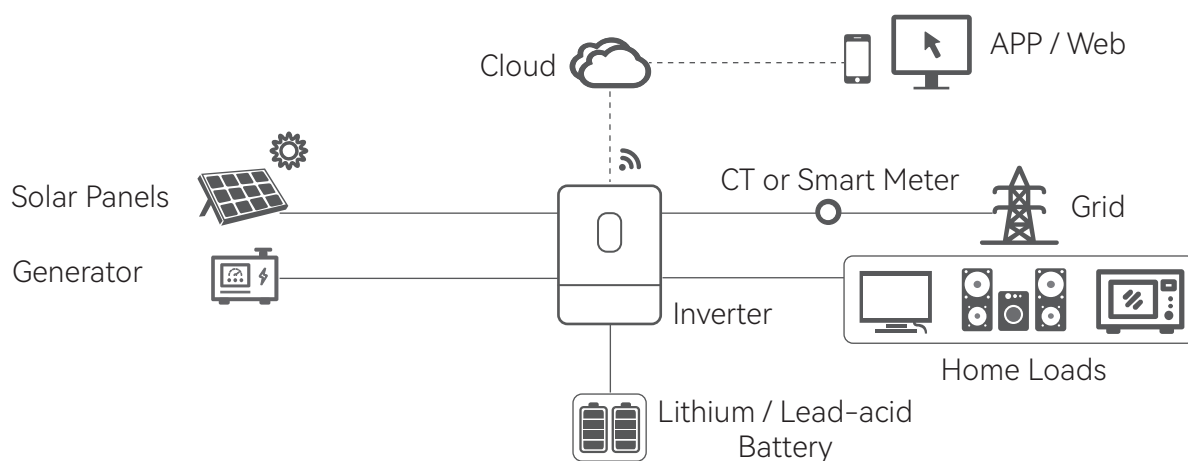 Cloud
APP / Web
Solar Panels
CT or Smart Meter
Grid
Generator
Inverter
Home Loads
Lithium / Lead-acid
Battery